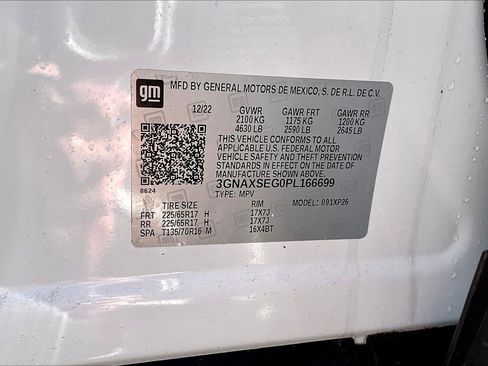 gm
MFD BY GENERAL MOTORS DE MEXICO, S. DE R.L. DE C.V.
12/22 GVWR GAWR FRT GAWR RR
2100 KG 1175 KG 1200 KG
4630 LB 2590 LB 2645 LB
THIS VEHICLE CONFORMS TO ALL APPLICABLE
U.S. FEDERAL MOTOR
VEHICLE SAFETY AND THEFT PREVENTION
STANDARDS IN EFFECT ON THE DATE OF
MANUFACTURE SHOWN ABOVE.
3GNAXSEG0PL166699
8624 TYPE: MPV
TIRE SIZE RIM MODEL: 091XP26
FRT 225/65R17 H 17X7J
RR 225/65R17 H 17X7J
SPA T135/70R16 M 16X4BT